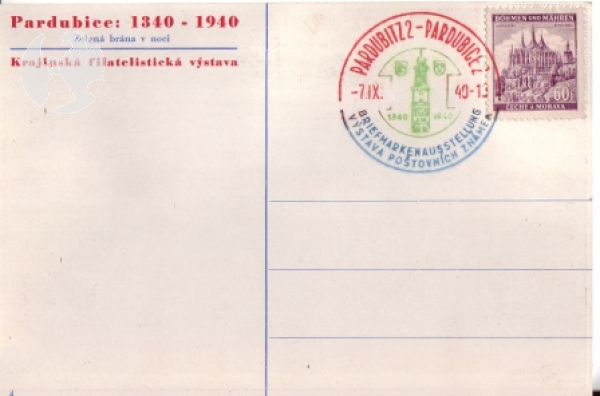 Pardubice: 1340 - 1940
Zelená brána v noci
Krajinská filatelistická výstava
PARDUBITZ 2 - PARDUBICE 2
-7.IX. 40-13
1340 1940
BRIEFMARKENAUSSTELLUNG
VÝSTAVA POŠTOVNÍCH ZNÁMEK
BÖHMEN UND MÄHREN
60
ČECHY A MORAVA